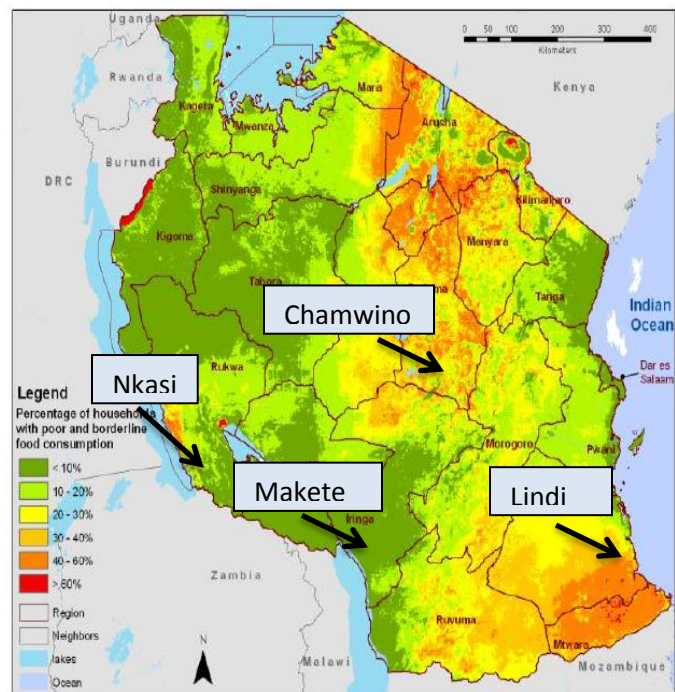 Uganda
Rwanda
Burundi
DRC
Kenya
0 50 100 200 300 400
Kilometers
Kagera
Mwanza
Mara
Arusha
Shinyanga
Kilimanjaro
Manyara
Kigoma
Tabora
Tanga
Indian
Ocean
Chamwino
Dar es
Salaam
Rukwa
Nkasi
Morogoro
Pwani
Makete
Lindi
Iringa
Ruvuma
Mtwara
Zambia
Malawi
Mozambique
N
Legend
Percentage of households
with poor and borderline
food consumption
< 10%
10 - 20%
20 - 30%
30 - 40%
40 - 60%
> 60%
Region
Neighbors
lakes
Ocean